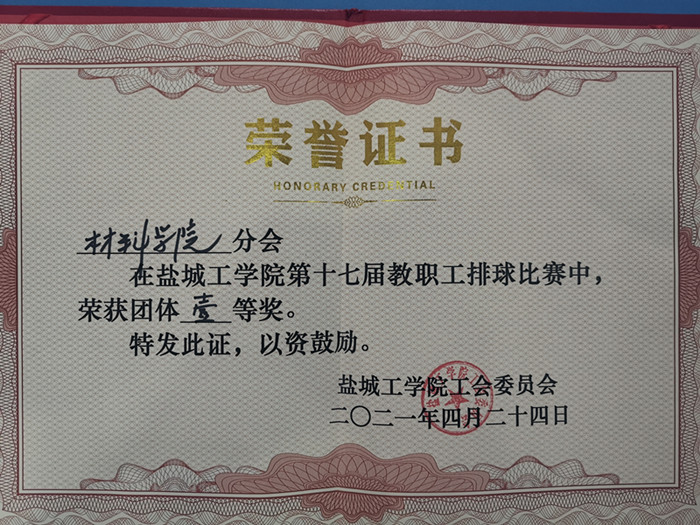 荣誉证书
HONORARY CREDENTIAL
材料学院分会
在盐城工学院第十七届教职工排球比赛中，
荣获团体壹等奖。
特发此证，以资鼓励。
盐城工学院工会委员会
二〇二一年四月二十四日